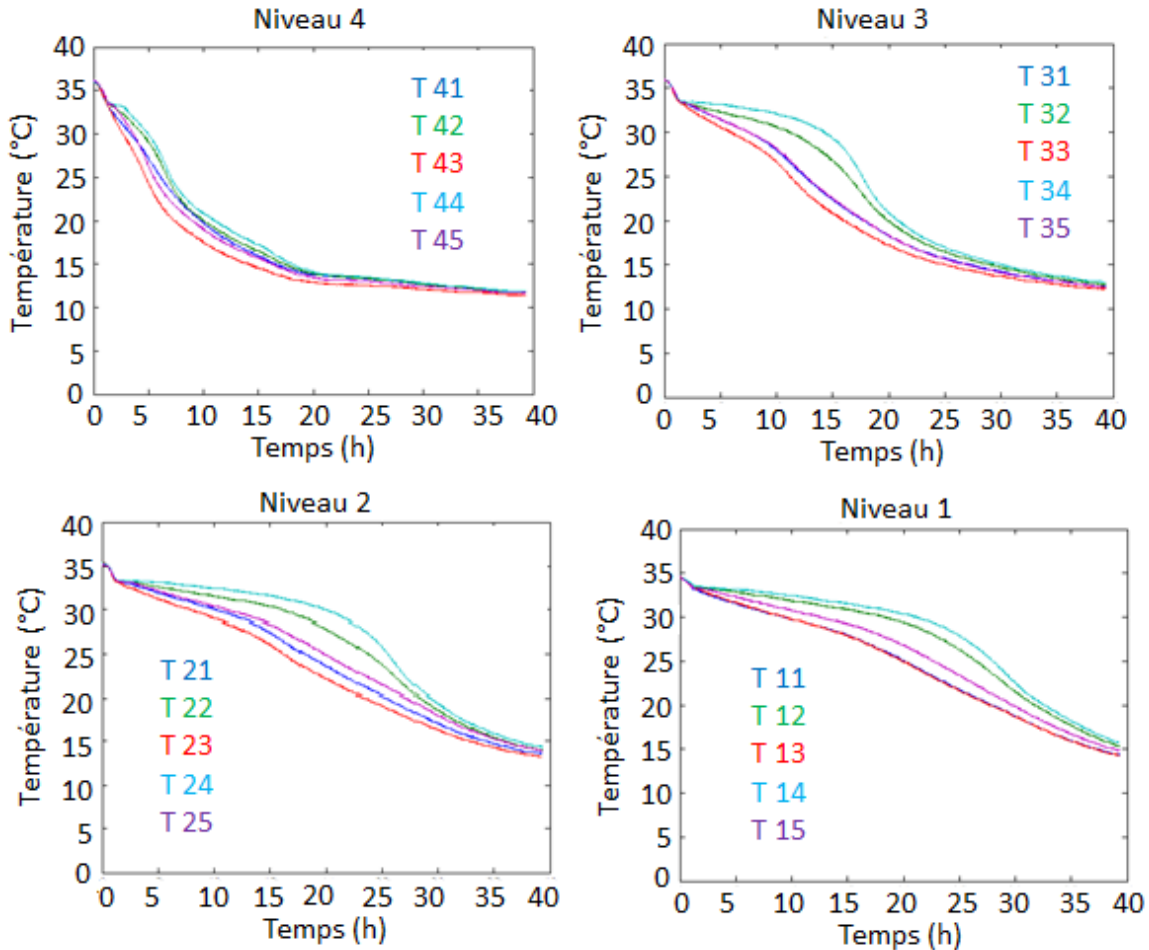 Niveau 4
Température (°C)
40
35
30
25
20
15
10
5
0
T 41
T 42
T 43
T 44
T 45
0 5 10 15 20 25 30 35 40
Temps (h)
Niveau 3
Température (°C)
40
35
30
25
20
15
10
5
0
T 31
T 32
T 33
T 34
T 35
0 5 10 15 20 25 30 35 40
Temps (h)
Niveau 2
Température (°C)
40
35
30
25
20
15
10
5
0
T 21
T 22
T 23
T 24
T 25
0 5 10 15 20 25 30 35 40
Temps (h)
Niveau 1
Température (°C)
40
35
30
25
20
15
10
5
0
T 11
T 12
T 13
T 14
T 15
0 5 10 15 20 25 30 35 40
Temps (h)